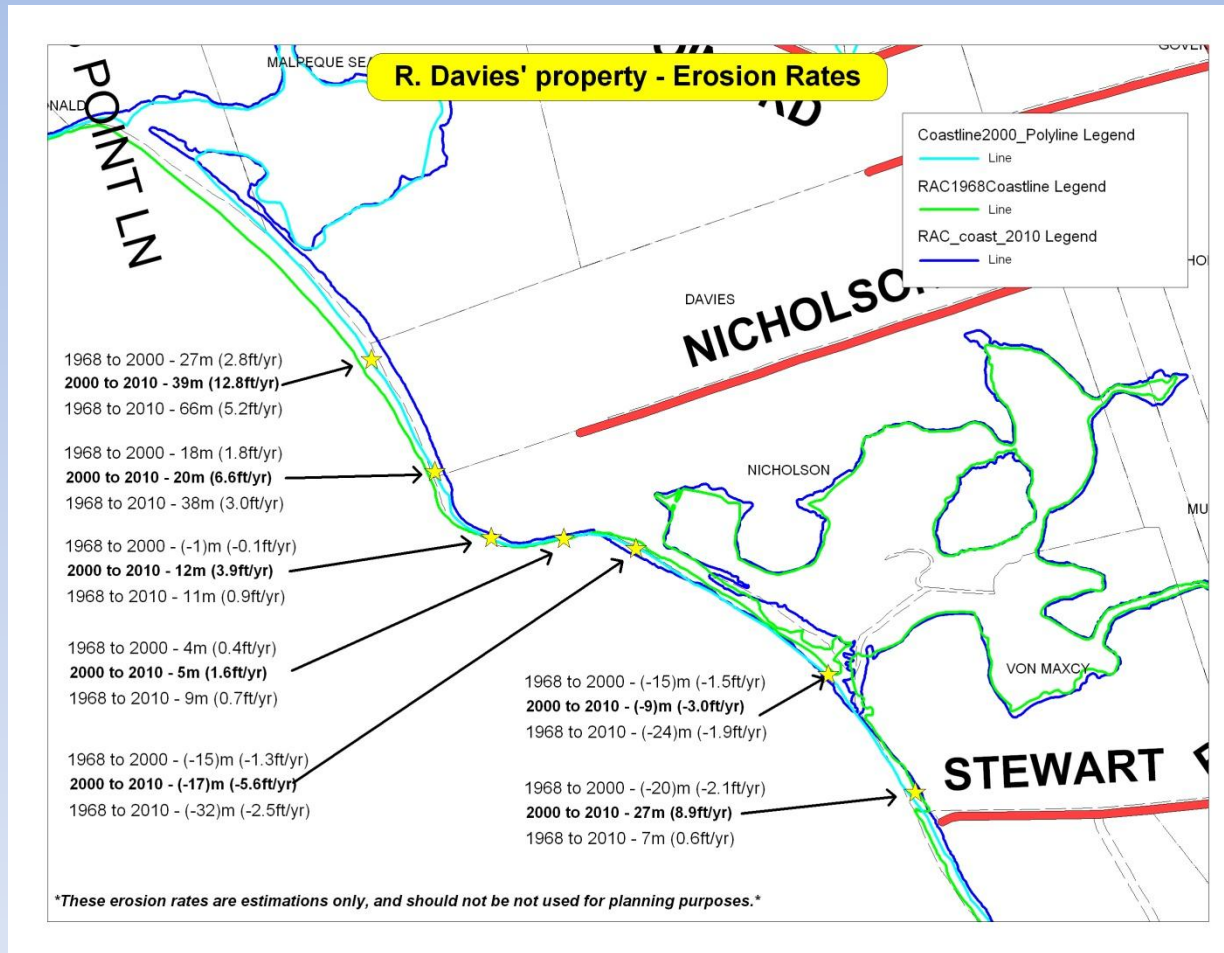 MALPEQUE SEA
GOVER
R. Davies' property - Erosion Rates
RD
ONALD
POINT LN
Coastline2000_Polyline Legend
Line
RAC1968Coastline Legend
Line
RAC_coast_2010 Legend
Line
HO
DAVIES
NICHOLSON
1968 to 2000 - 27m (2.8ft/yr)
2000 to 2010 - 39m (12.8ft/yr)
1968 to 2010 - 66m (5.2ft/yr)
1968 to 2000 - 18m (1.8ft/yr)
2000 to 2010 - 20m (6.6ft/yr)
1968 to 2010 - 38m (3.0ft/yr)
NICHOLSON
MU
1968 to 2000 - (-1)m (-0.1ft/yr)
2000 to 2010 - 12m (3.9ft/yr)
1968 to 2010 - 11m (0.9ft/yr)
1968 to 2000 - 4m (0.4ft/yr)
2000 to 2010 - 5m (1.6ft/yr)
1968 to 2010 - 9m (0.7ft/yr)
VON MAXCY
1968 to 2000 - (-15)m (-1.5ft/yr)
2000 to 2010 - (-9)m (-3.0ft/yr)
1968 to 2010 - (-24)m (-1.9ft/yr)
1968 to 2000 - (-15)m (-1.3ft/yr)
2000 to 2010 - (-17)m (-5.6ft/yr)
1968 to 2010 - (-32)m (-2.5ft/yr)
STEWART
1968 to 2000 - (-20)m (-2.1ft/yr)
2000 to 2010 - 27m (8.9ft/yr)
1968 to 2010 - 7m (0.6ft/yr)
*These erosion rates are estimations only, and should not be not used for planning purposes.*